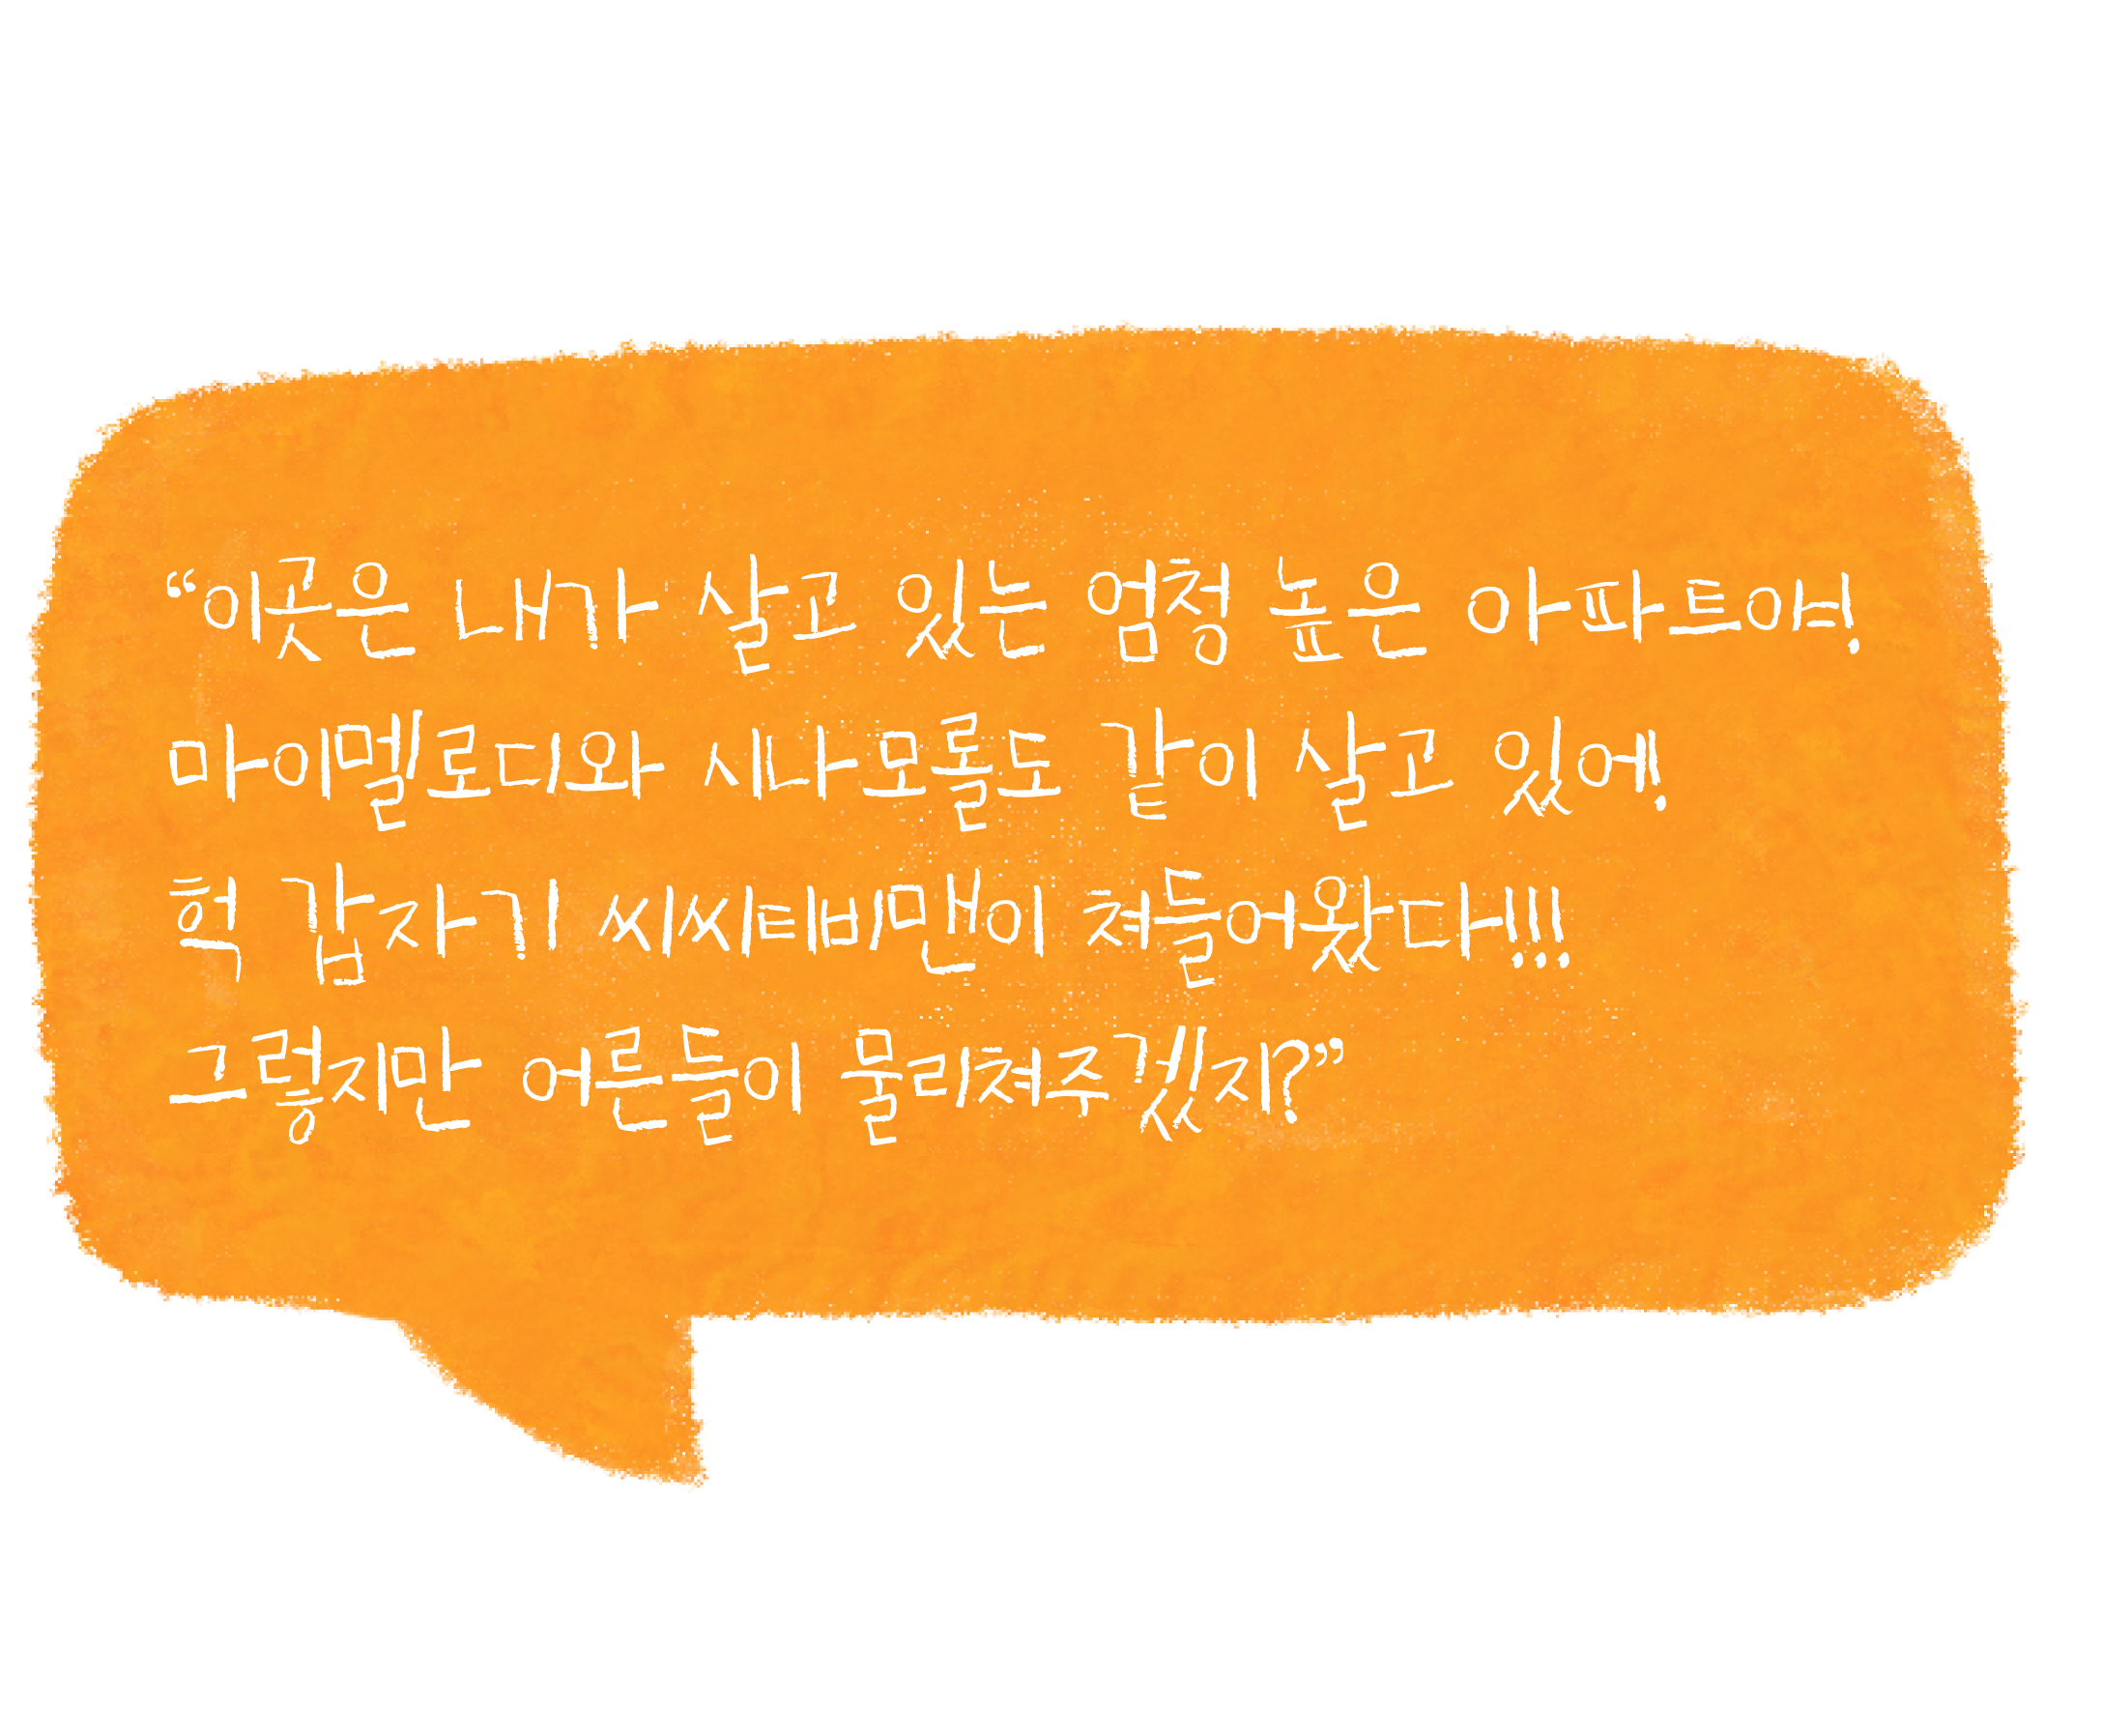 “이곳은 내가 살고 있는 엄청 높은 아파트야!
마이멜로디와 시나모롤도 같이 살고 있어!
헉 갑자기 씨씨티비맨이 쳐들어왔다!!!
그렇지만 어른들이 물리쳐주겠지?”